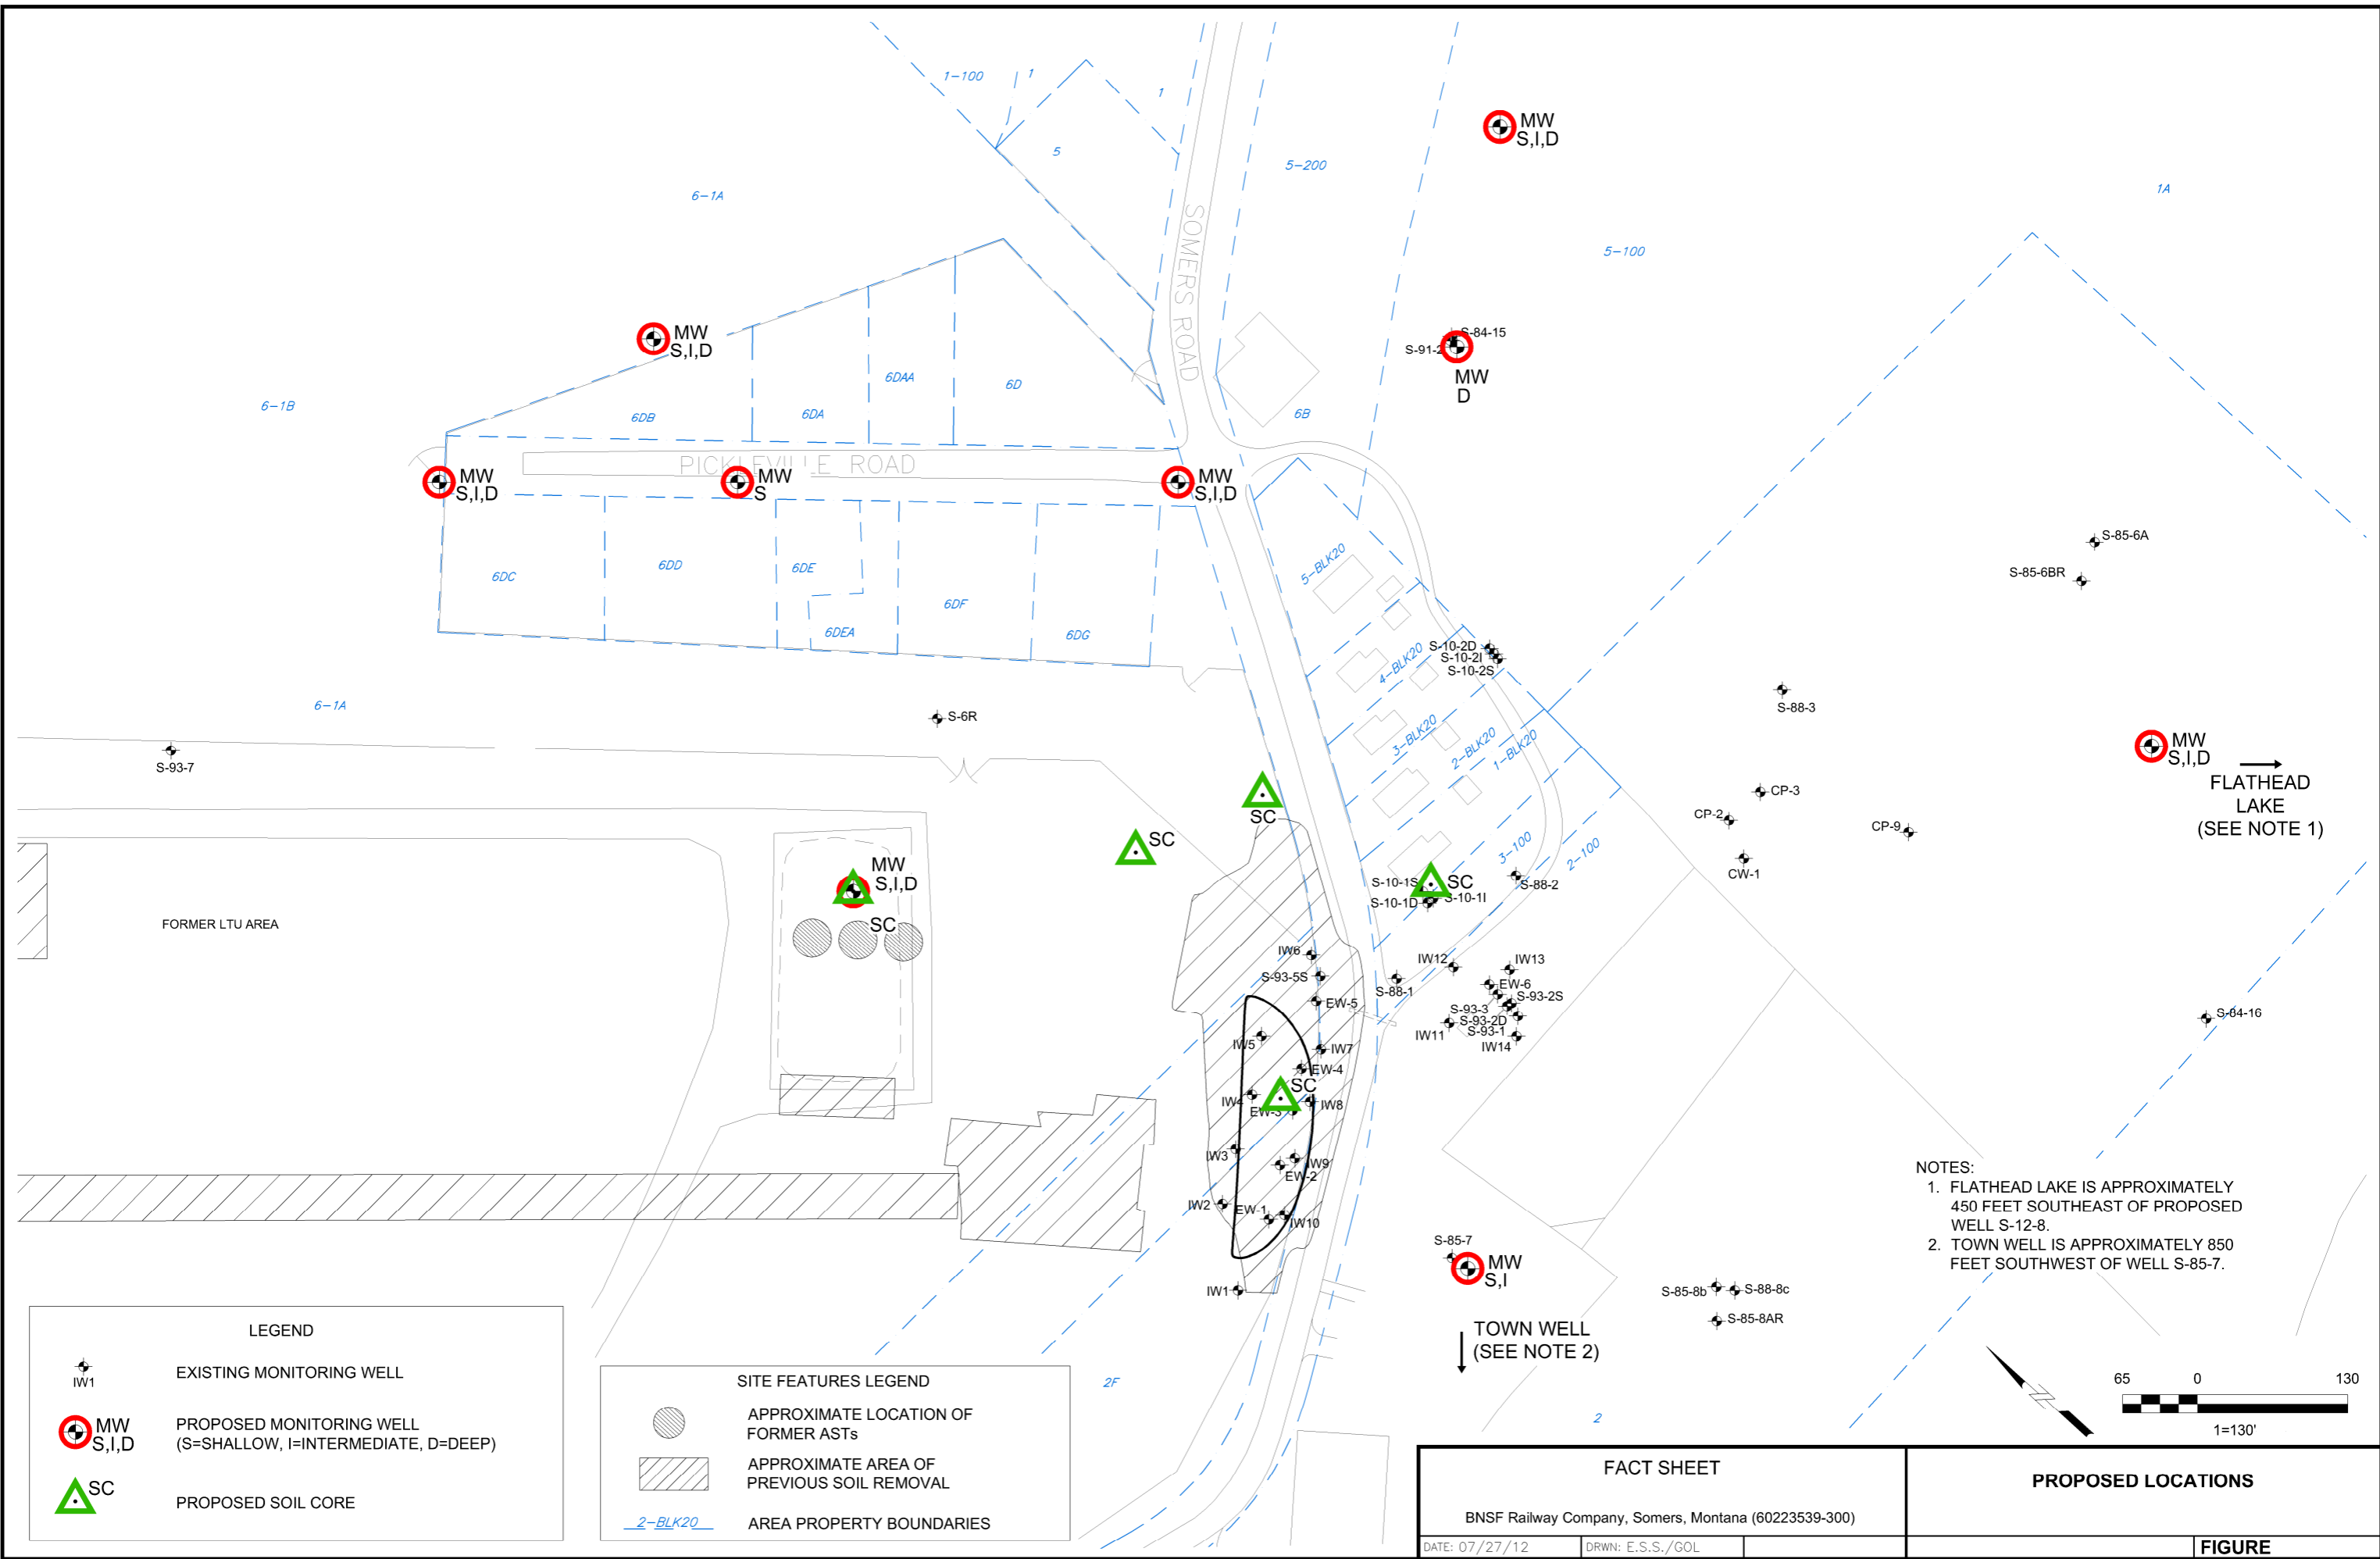 1-100
1
1
5
6-1A
5-200
MW
S,I,D
1A
5-100
SOMERS ROAD
MW
S,I,D
S-84-15
MW
D
6-1B
6DB
6DA
6DAA
6D
6B
PICKLEVILLE ROAD
MW
S,I,D
MW
S
MW
S,I,D
6DC
6DD
6DE
6DEA
6DF
6DG
5-BLK20
4-BLK20
3-BLK20
2-BLK20
1-BLK20
3-100
2-100
S-85-6A
S-85-6BR
S-10-2D
S-10-2I
S-10-2S
S-88-3
6-1A
S-6R
S-93-7
MW
S,I,D
FLATHEAD
LAKE
(SEE NOTE 1)
SC
SC
CP-3
CP-2
CP-9
CW-1
MW
S,I,D
SC
FORMER LTU AREA
S-10-1S
SC
S-10-1I
S-10-1D
S-88-2
IW6
S-93-5S
EW-5
S-88-1
IW12
IW13
EW-6
S-93-2S
S-93-3
S-93-2D
S-93-1
IW11
IW14
S-84-16
IW5
IW7
EW-4
SC
IW4
EW-3
IW8
IW3
IW9
EW-2
IW2
EW-1
IW10
IW1
S-85-7
MW
S,I
TOWN WELL
(SEE NOTE 2)
S-85-8b
S-88-8c
S-85-8AR
2F
2
NOTES:
1. FLATHEAD LAKE IS APPROXIMATELY
450 FEET SOUTHEAST OF PROPOSED
WELL S-12-8.
2. TOWN WELL IS APPROXIMATELY 850
FEET SOUTHWEST OF WELL S-85-7.
65 0 130
1=130'
LEGEND
IW1
EXISTING MONITORING WELL
MW
S,I,D
PROPOSED MONITORING WELL
(S=SHALLOW, I=INTERMEDIATE, D=DEEP)
SC
PROPOSED SOIL CORE
SITE FEATURES LEGEND
APPROXIMATE LOCATION OF
FORMER ASTs
APPROXIMATE AREA OF
PREVIOUS SOIL REMOVAL
2-BLK20
AREA PROPERTY BOUNDARIES
FACT SHEET
BNSF Railway Company, Somers, Montana (60223539-300)
DATE: 07/27/12
DRWN: E.S.S./GOL
PROPOSED LOCATIONS
FIGURE